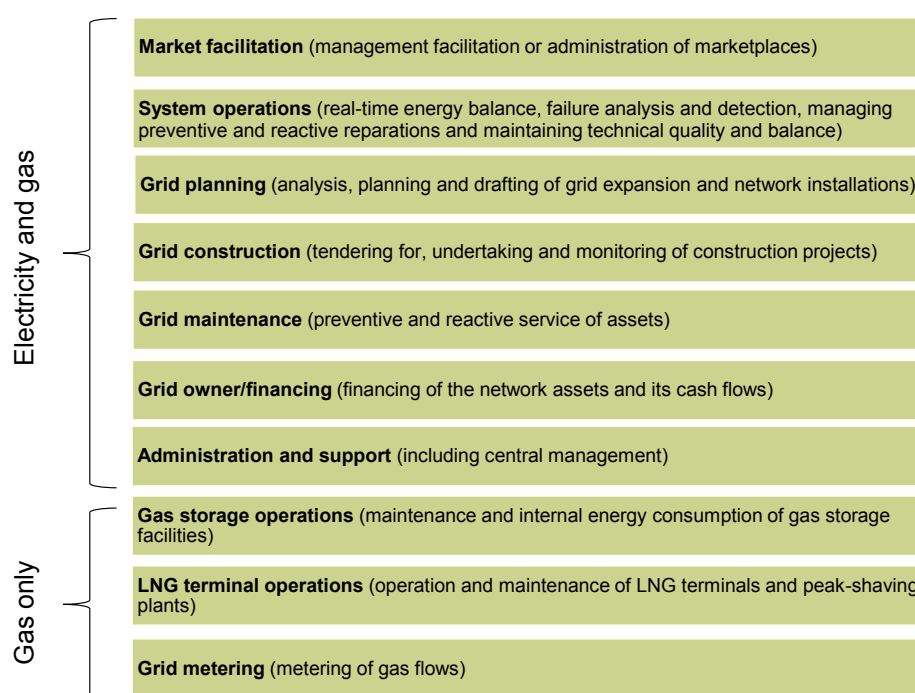 Electricity and gas
Market facilitation (management facilitation or administration of marketplaces)
System operations (real-time energy balance, failure analysis and detection, managing
preventive and reactive reparations and maintaining technical quality and balance)
Grid planning (analysis, planning and drafting of grid expansion and network installations)
Grid construction (tendering for, undertaking and monitoring of construction projects)
Grid maintenance (preventive and reactive service of assets)
Grid owner/financing (financing of the network assets and its cash flows)
Administration and support (including central management)
Gas only
Gas storage operations (maintenance and internal energy consumption of gas storage
facilities)
LNG terminal operations (operation and maintenance of LNG terminals and peak-shaving
plants)
Grid metering (metering of gas flows)